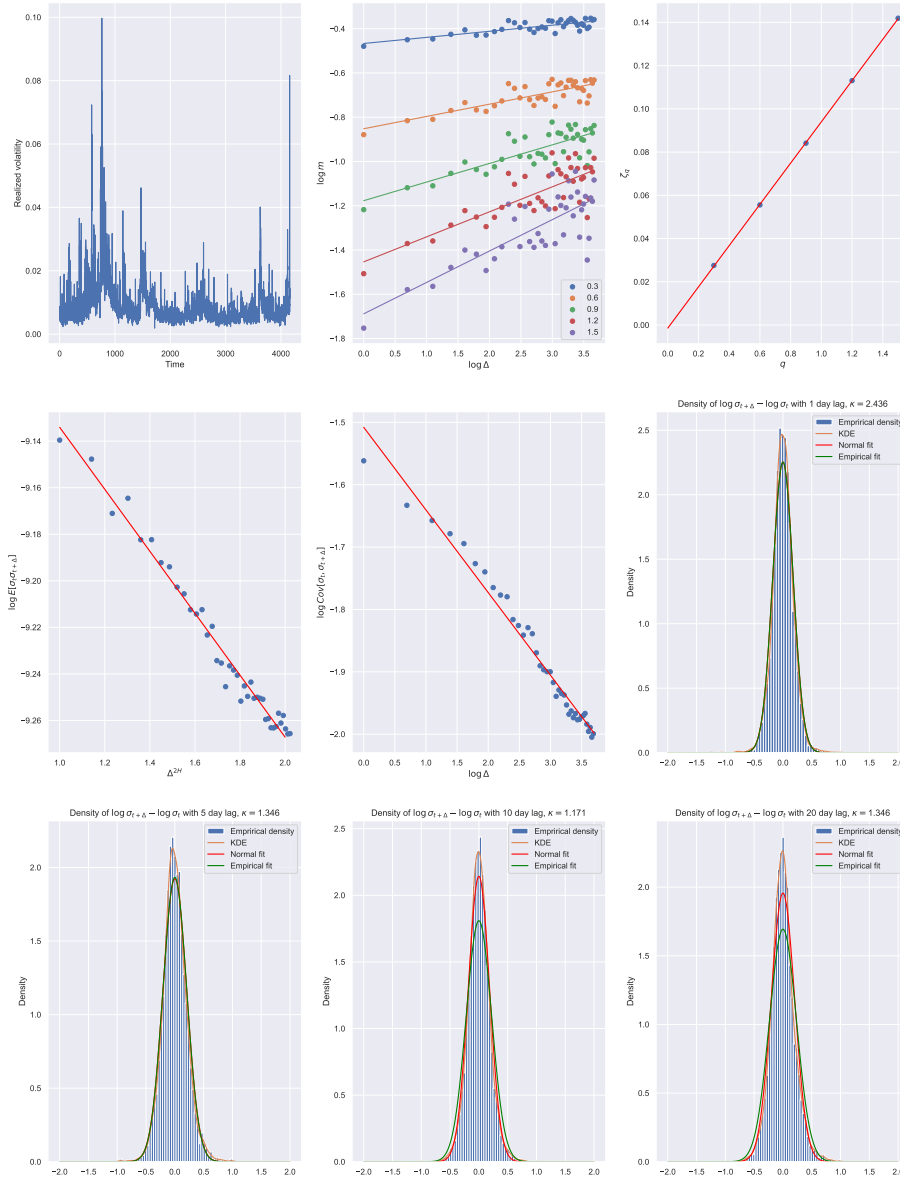 0.10
0.08
0.06
0.04
0.02
0.00
Realized volatility
0 1000 2000 3000 4000
Time
−0.4
−0.6
−0.8
−1.0
−1.2
−1.4
−1.6
−1.8
log m
0.3
0.6
0.9
1.2
1.5
0.0 0.5 1.0 1.5 2.0 2.5 3.0 3.5
log Δ
0.14
0.12
0.10
0.08
0.06
0.04
0.02
0.00
ζq
0.0 0.2 0.4 0.6 0.8 1.0 1.2 1.4
q
−9.14
−9.16
−9.18
−9.20
−9.22
−9.24
−9.26
log E[σtσt + Δ]
1.0 1.2 1.4 1.6 1.8 2.0
Δ2H
−1.5
−1.6
−1.7
−1.8
−1.9
−2.0
log Cov[σt, σt + Δ]
0.0 0.5 1.0 1.5 2.0 2.5 3.0 3.5
log Δ
Density of log σt + Δ − log σt with 1 day lag, κ = 2.436
Emprirical density
KDE
Normal fit
Empirical fit
2.5
2.0
1.5
1.0
0.5
0.0
Density
−2.0 −1.5 −1.0 −0.5 0.0 0.5 1.0 1.5 2.0
Density of log σt + Δ − log σt with 5 day lag, κ = 1.346
Emprirical density
KDE
Normal fit
Empirical fit
2.0
1.5
1.0
0.5
0.0
Density
−2.0 −1.5 −1.0 −0.5 0.0 0.5 1.0 1.5 2.0
Density of log σt + Δ − log σt with 10 day lag, κ = 1.171
Emprirical density
KDE
Normal fit
Empirical fit
2.5
2.0
1.5
1.0
0.5
0.0
Density
−2.0 −1.5 −1.0 −0.5 0.0 0.5 1.0 1.5 2.0
Density of log σt + Δ − log σt with 20 day lag, κ = 1.346
Emprirical density
KDE
Normal fit
Empirical fit
2.0
1.5
1.0
0.5
0.0
Density
−2.0 −1.5 −1.0 −0.5 0.0 0.5 1.0 1.5 2.0